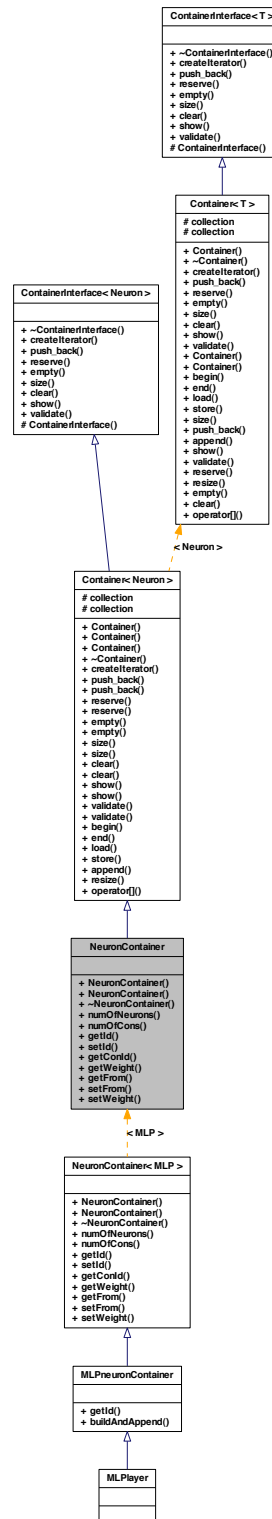 ContainerInterface< T >
+ ~ContainerInterface()
+ createIterator()
+ push_back()
+ reserve()
+ empty()
+ size()
+ clear()
+ show()
+ validate()
# ContainerInterface()
Container< T >
# collection
# collection
+ Container()
+ ~Container()
+ createIterator()
+ push_back()
+ reserve()
+ empty()
+ size()
+ clear()
+ show()
+ validate()
+ Container()
+ Container()
+ begin()
+ end()
+ load()
+ store()
+ size()
+ push_back()
+ append()
+ show()
+ validate()
+ reserve()
+ resize()
+ empty()
+ clear()
+ operator[]()
ContainerInterface< Neuron >
+ ~ContainerInterface()
+ createIterator()
+ push_back()
+ reserve()
+ empty()
+ size()
+ clear()
+ show()
+ validate()
# ContainerInterface()
< Neuron >
Container< Neuron >
# collection
# collection
+ Container()
+ Container()
+ Container()
+ ~Container()
+ createIterator()
+ push_back()
+ push_back()
+ reserve()
+ reserve()
+ empty()
+ empty()
+ size()
+ size()
+ clear()
+ clear()
+ show()
+ show()
+ validate()
+ validate()
+ begin()
+ end()
+ load()
+ store()
+ append()
+ resize()
+ operator[]()
NeuronContainer
+ NeuronContainer()
+ NeuronContainer()
+ ~NeuronContainer()
+ numOfNeurons()
+ numOfCons()
+ getId()
+ setId()
+ getConId()
+ getWeight()
+ getFrom()
+ setFrom()
+ setWeight()
< MLP >
NeuronContainer< MLP >
+ NeuronContainer()
+ NeuronContainer()
+ ~NeuronContainer()
+ numOfNeurons()
+ numOfCons()
+ getId()
+ setId()
+ getConId()
+ getWeight()
+ getFrom()
+ setFrom()
+ setWeight()
MLPneuronContainer
+ getId()
+ buildAndAppend()
MLPlayer